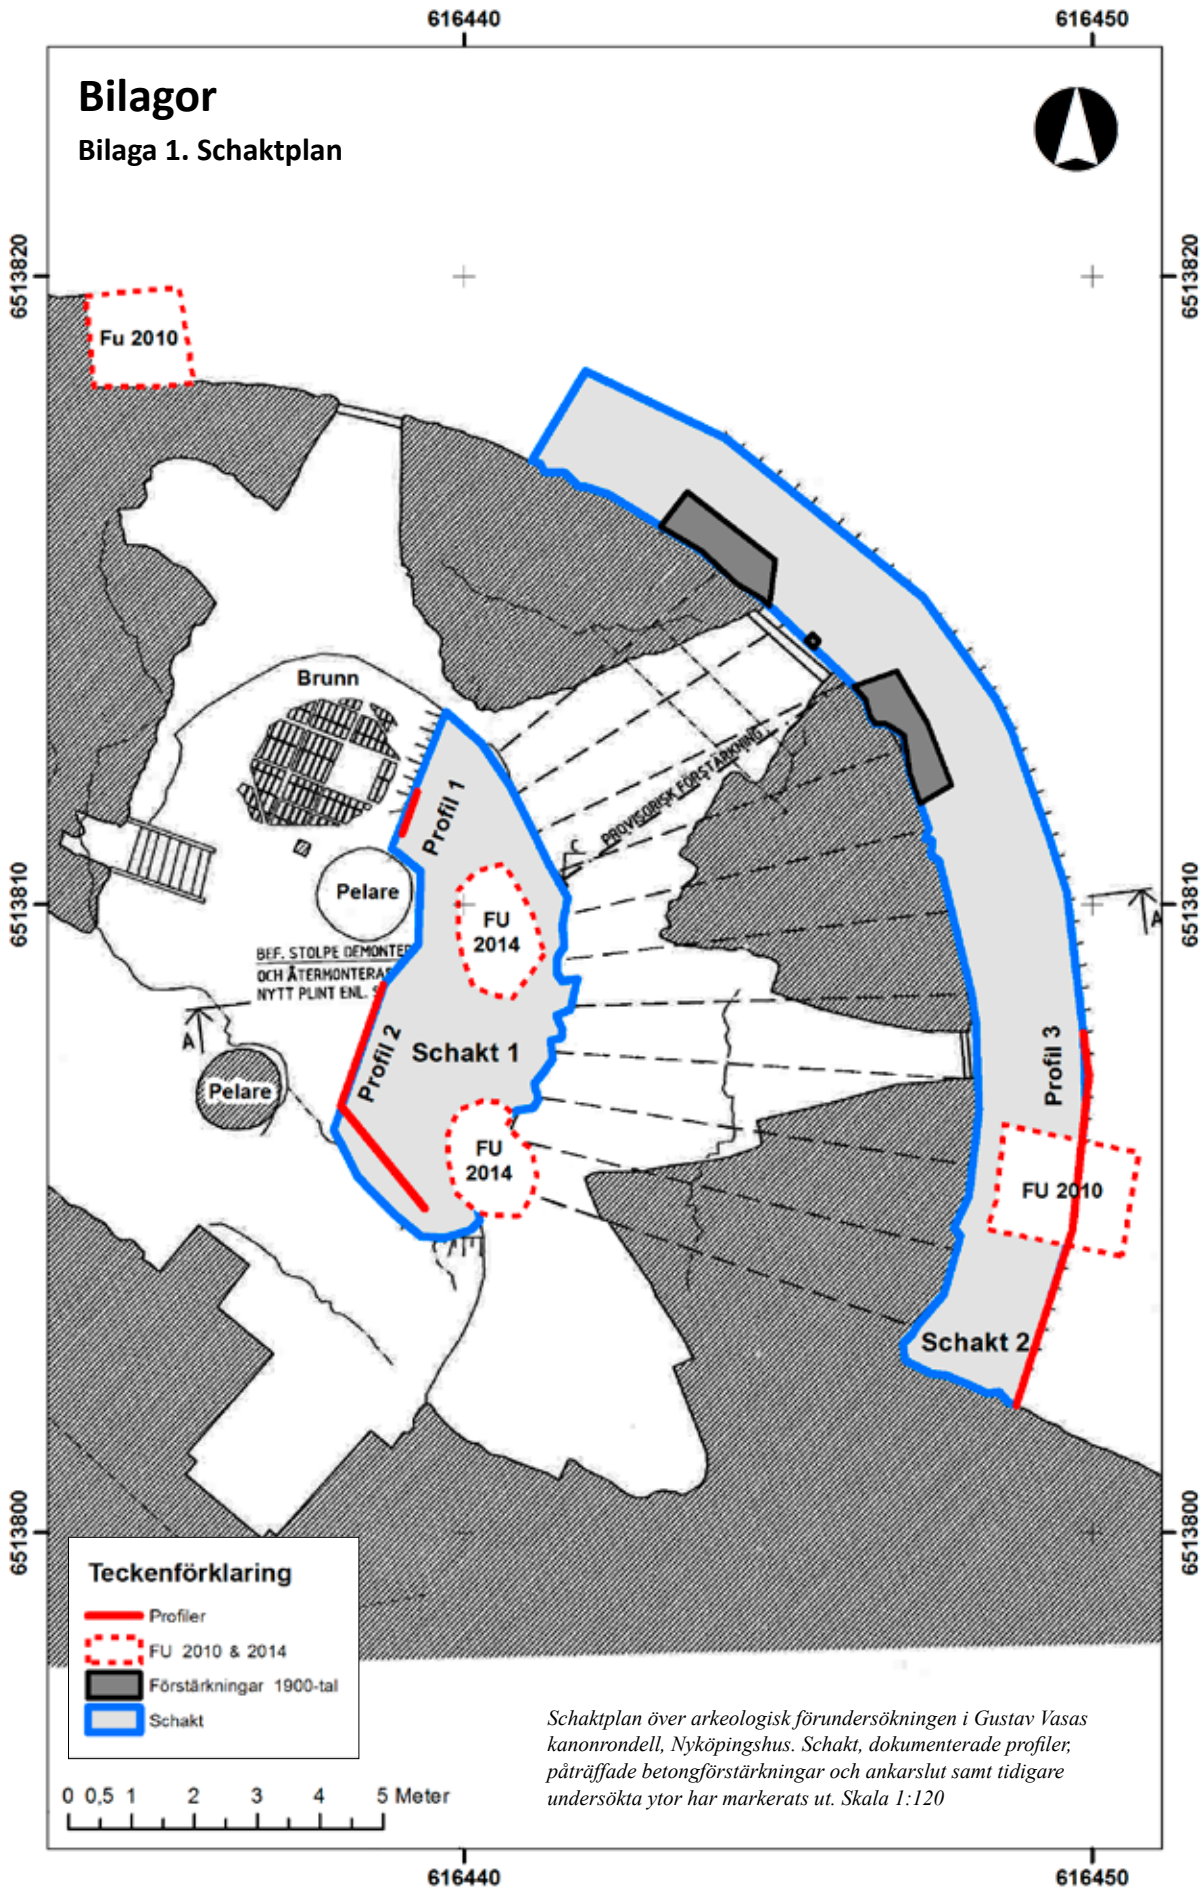 616440
616450
Bilagor
Bilaga 1. Schaktplan
6513820
6513820
Fu 2010
Brunn
Profil 1
PROVISORISK FÖRSTÄRKNING
C
Pelare
FU
2014
6513810
6513810
BEF. STOLPE DEMONTER
OCH ÅTERMONTERAS
NYTT PLINT ENL. S
A
A
Profil 2
Schakt 1
Profil 3
Pelare
FU
2014
FU 2010
Schakt 2
6513800
6513800
Teckenförklaring
Profiler
FU 2010 & 2014
Förstärkningar 1900-tal
Schakt
Schaktplan över arkeologisk förundersökningen i Gustav Vasas
kanonrondell, Nyköpingshus. Schakt, dokumenterade profiler,
påträffade betongförstärkningar och ankarslut samt tidigare
undersökta ytor har markerats ut. Skala 1:120
0 0,5 1 2 3 4 5 Meter
616440
616450